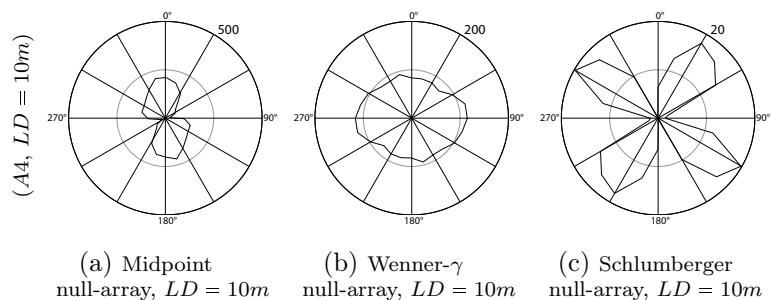 0°
500
270°
90°
180°
0°
200
270°
90°
180°
0°
20
270°
90°
180°
(A4, LD = 10m)
(a) Midpoint
null-array, LD = 10m
(b) Wenner-γ
null-array, LD = 10m
(c) Schlumberger
null-array, LD = 10m